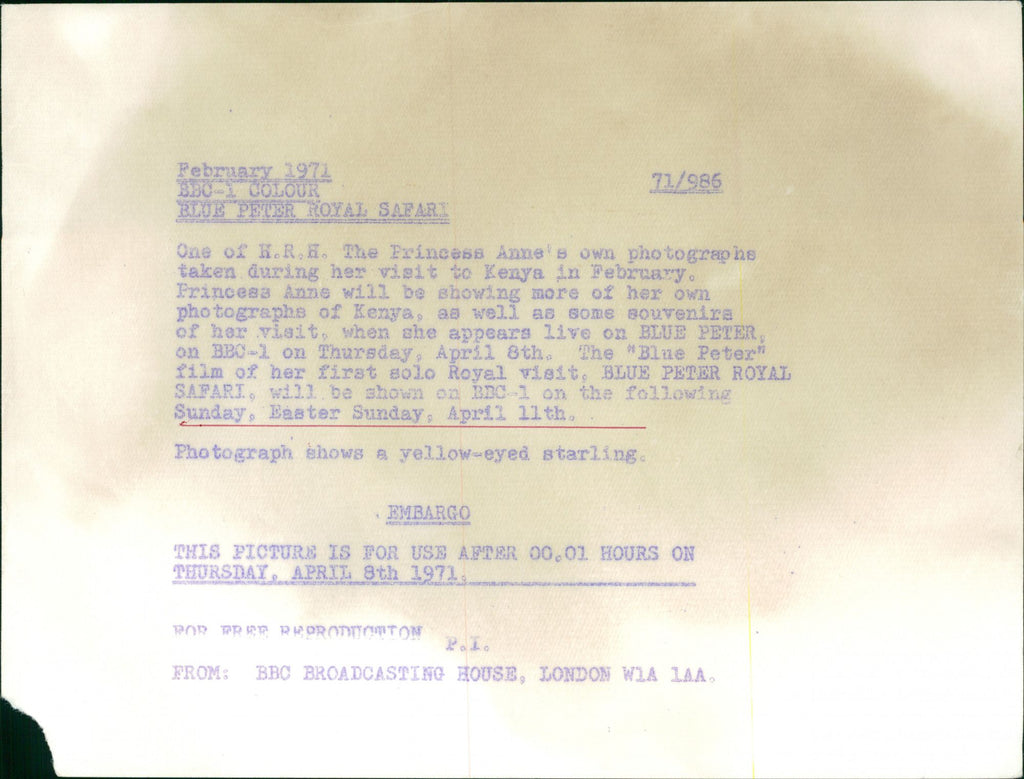 February 1971
71/986
BBC-1 COLOUR
BLUE PETER ROYAL SAFARI
One of H.R.H. The Princess Anne's own photographs
taken during her visit to Kenya in February.
Princess Anne will be showing more of her own
photographs of Kenya, as well as some souvenirs
of her visit, when she appears live on BLUE PETER,
on BBC-1 on Thursday, April 8th. The "Blue Peter"
film of her first solo Royal visit, BLUE PETER ROYAL
SAFARI, will be shown on BBC-1 on the following
Sunday, Easter Sunday, April 11th.
Photograph shows a yellow-eyed starling.
EMBARGO
THIS PICTURE IS FOR USE AFTER 00.01 HOURS ON
THURSDAY, APRIL 8th 1971.
FOR FREE REPRODUCTION
P.I.
FROM: BBC BROADCASTING HOUSE, LONDON W1A 1AA.